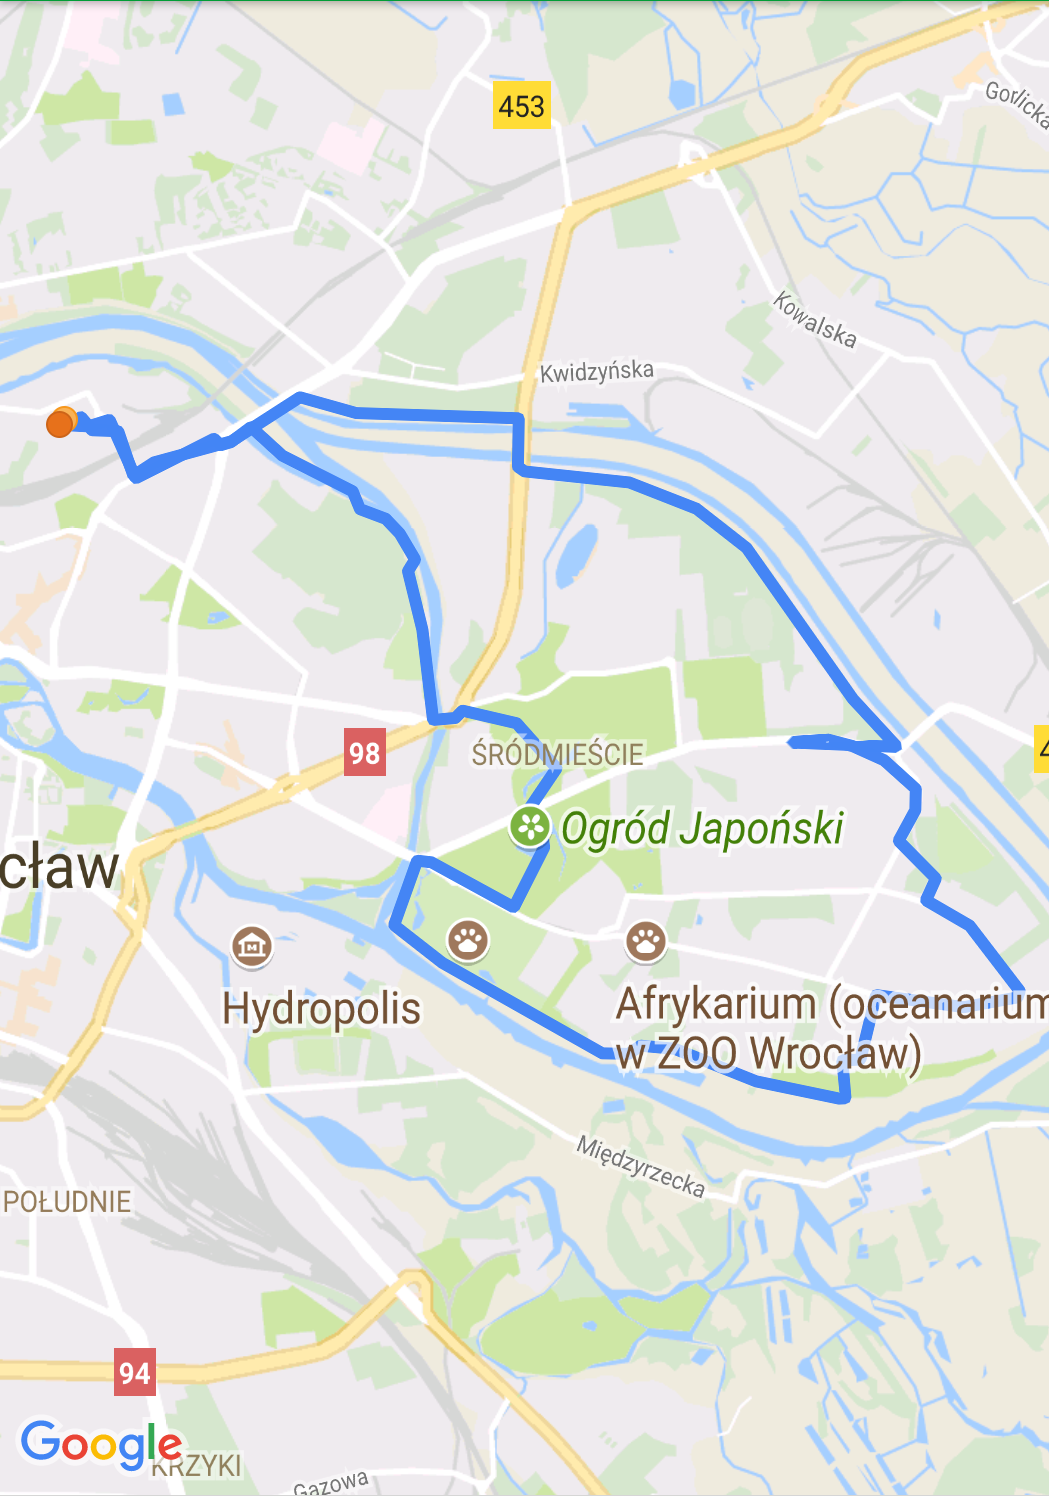 453
Gorlicka
Kowalska
Kwidzyńska
98
ŚRÓDMIEŚCIE
4
Ogród Japoński
cław
Hydropolis
Afrykarium (oceanarium
w ZOO Wrocław)
Międzyrzecka
POŁUDNIE
94
Google
KRZYKI
Gazowa